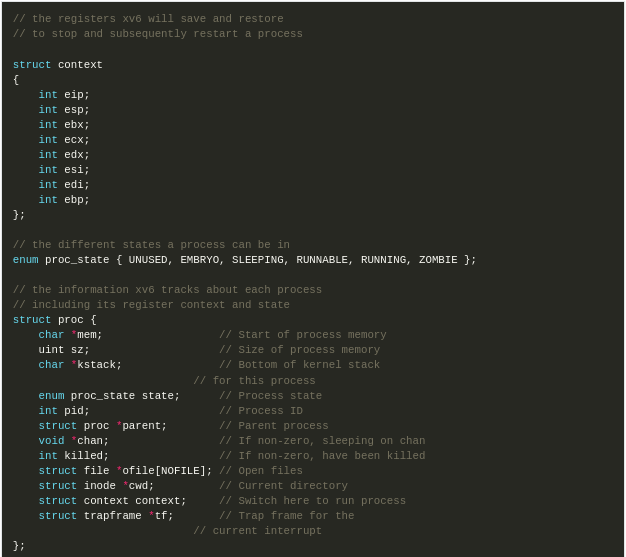 // the registers xv6 will save and restore
// to stop and subsequently restart a process
struct context
{
    int eip;
    int esp;
    int ebx;
    int ecx;
    int edx;
    int esi;
    int edi;
    int ebp;
};
// the different states a process can be in
enum proc_state { UNUSED, EMBRYO, SLEEPING, RUNNABLE, RUNNING, ZOMBIE };
// the information xv6 tracks about each process
// including its register context and state
struct proc {
    char *mem;                  // Start of process memory
    uint sz;                    // Size of process memory
    char *kstack;               // Bottom of kernel stack
                            // for this process
    enum proc_state state;      // Process state
    int pid;                    // Process ID
    struct proc *parent;        // Parent process
    void *chan;                 // If non-zero, sleeping on chan
    int killed;                 // If non-zero, have been killed
    struct file *ofile[NOFILE]; // Open files
    struct inode *cwd;          // Current directory
    struct context context;     // Switch here to run process
    struct trapframe *tf;       // Trap frame for the
                            // current interrupt
};